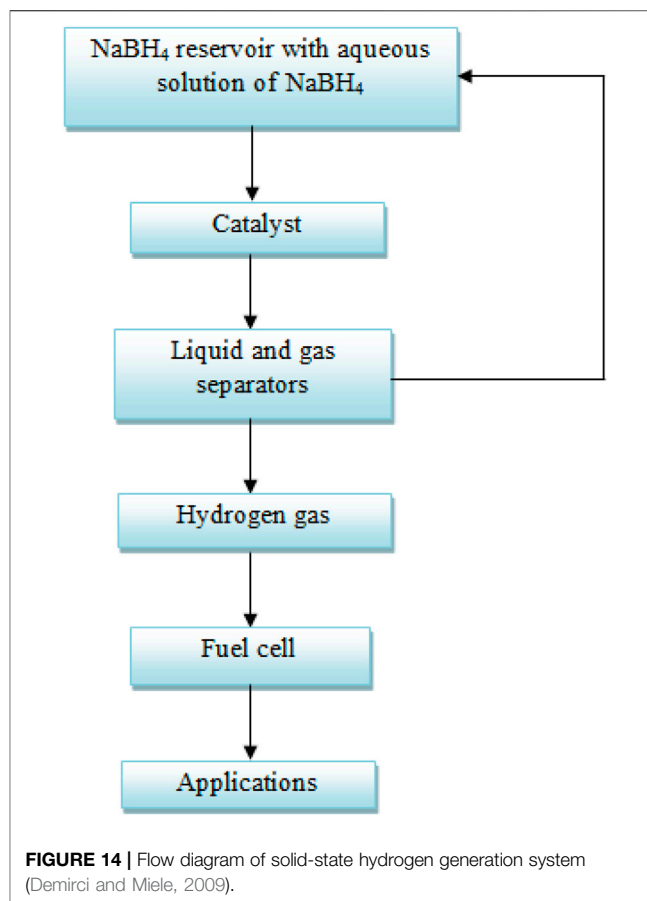 NaBH₄ reservoir with aqueous
solution of NaBH₄
Catalyst
Liquid and gas
separators
Hydrogen gas
Fuel cell
Applications
FIGURE 14 | Flow diagram of solid-state hydrogen generation system
(Demirci and Miele, 2009).